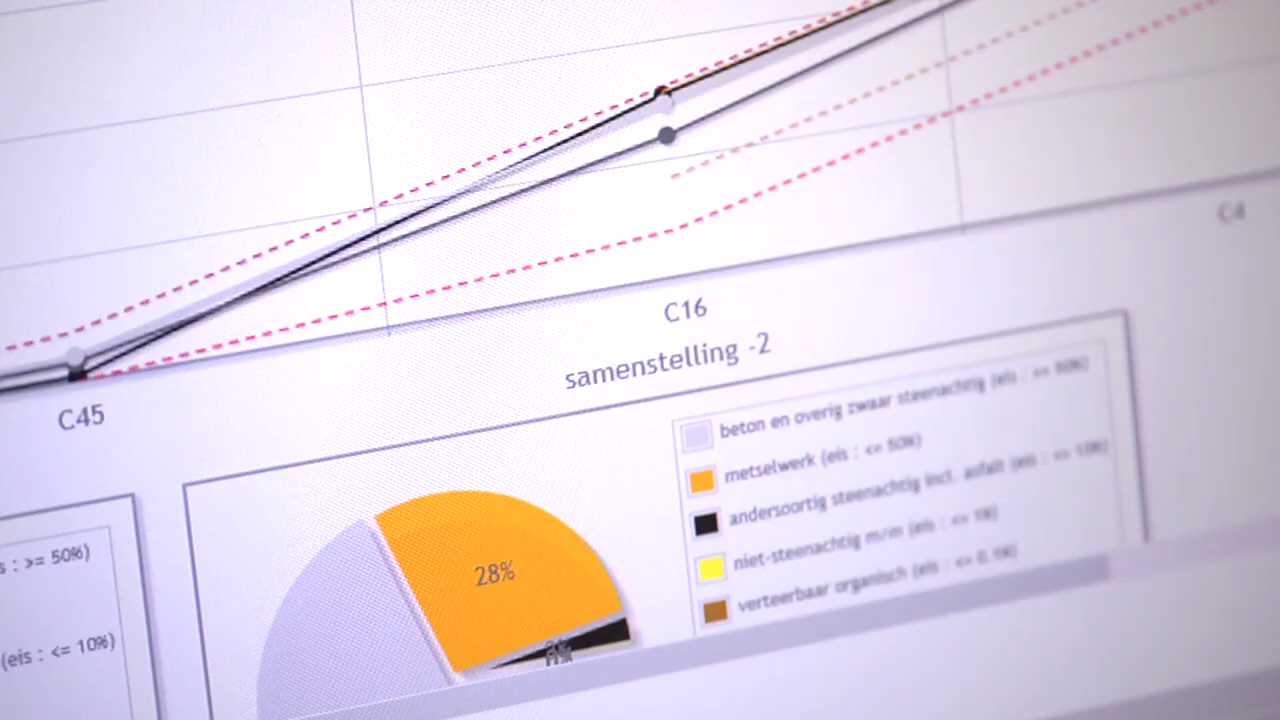 C4
C16
C45
samenstelling -2
beton en overig zwaar steenachtig (eis : >= 50%)
metselwerk (eis : <= 50%)
andersoortig steenachtig incl. asfalt (eis : <= 10%)
niet-steenachtig m/m (eis : <= 1%)
verteerbaar organisch (eis : <= 0.1%)
s : >= 50%)
(eis : <= 10%)
28%